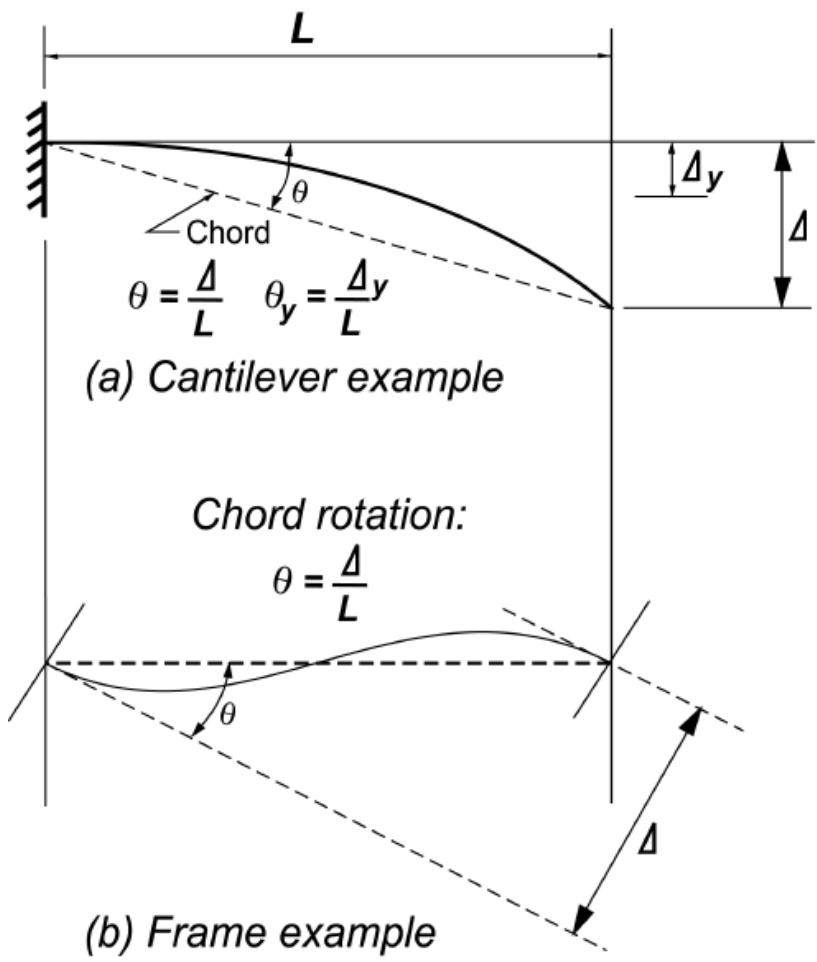 L
Δy
Δ
θ
Chord
θ = Δ/L θy = Δy/L
(a) Cantilever example
Chord rotation:
θ = Δ/L
θ
Δ
(b) Frame example